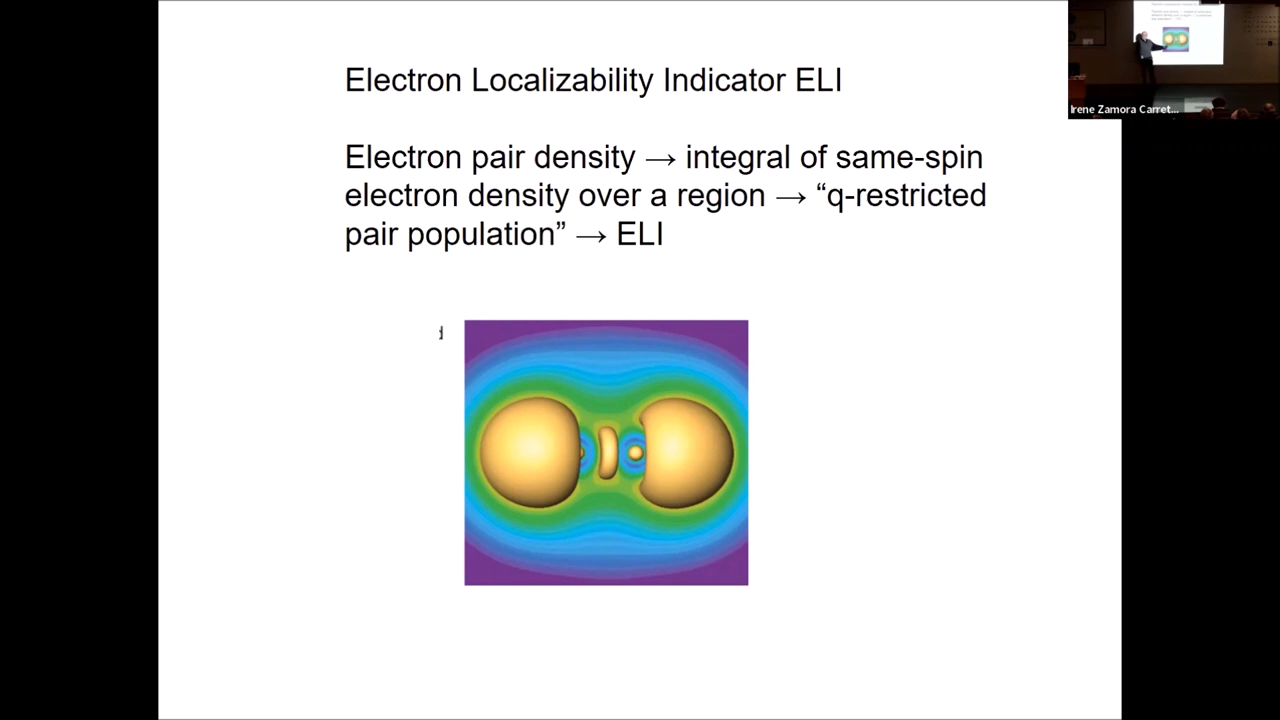 Electron Localizability Indicator ELI
Electron pair density → integral of same-spin
electron density over a region → “q-restricted
pair population” → ELI
Irene Zamora Carret...